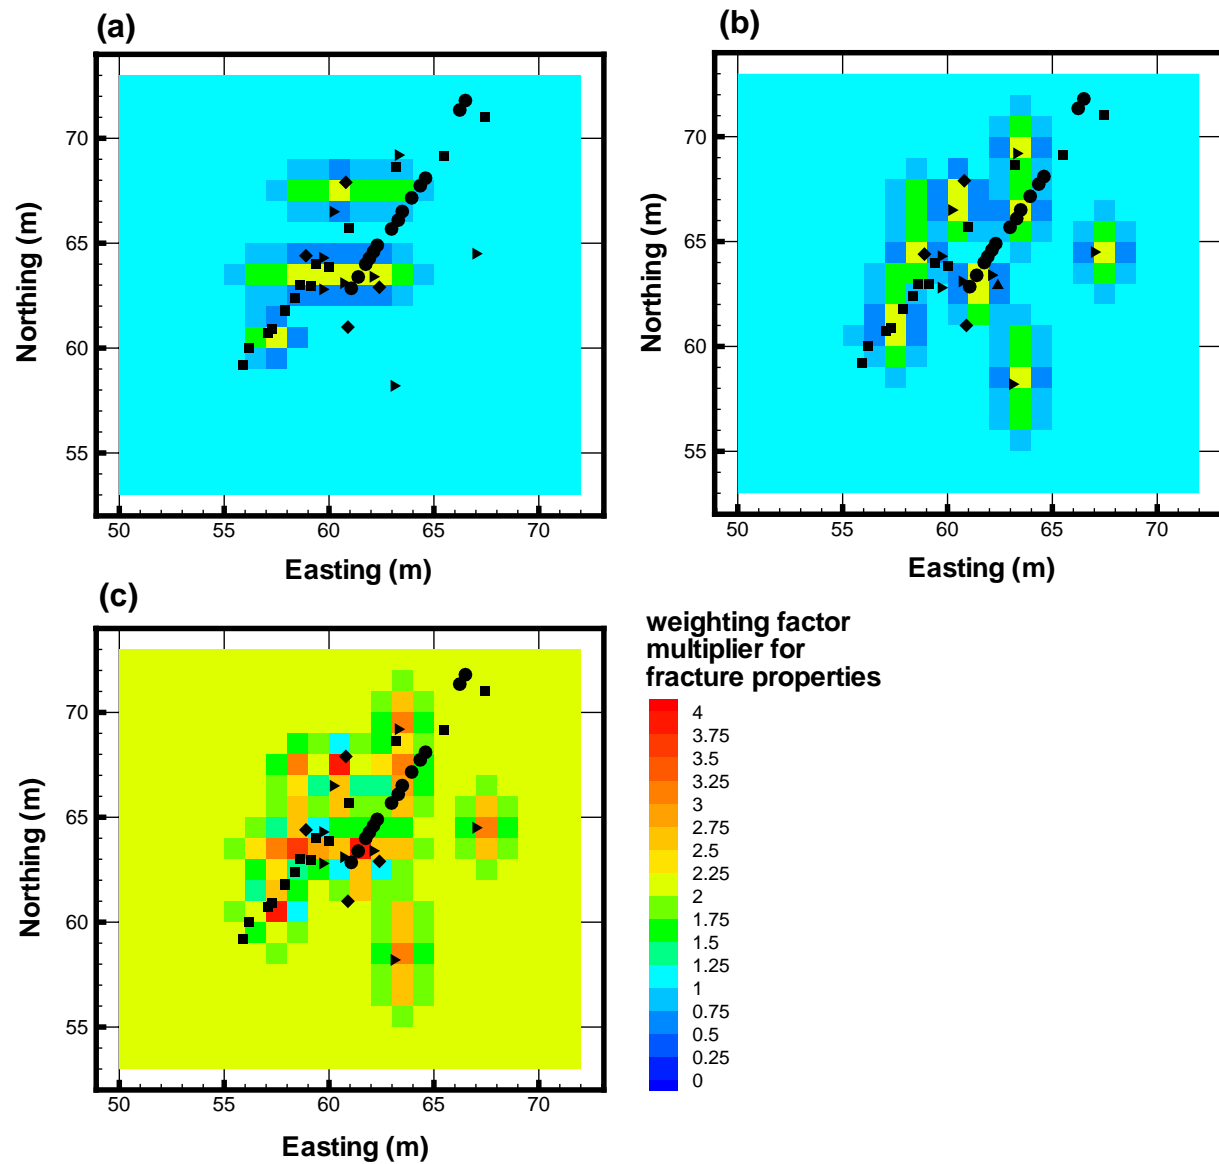 (a)
70
65
60
55
50 55 60 65 70
Northing (m)
Easting (m)
(b)
70
65
60
55
50 55 60 65 70
Northing (m)
Easting (m)
(c)
70
65
60
55
50 55 60 65 70
Northing (m)
Easting (m)
weighting factor
multiplier for
fracture properties
4
3.75
3.5
3.25
3
2.75
2.5
2.25
2
1.75
1.5
1.25
1
0.75
0.5
0.25
0